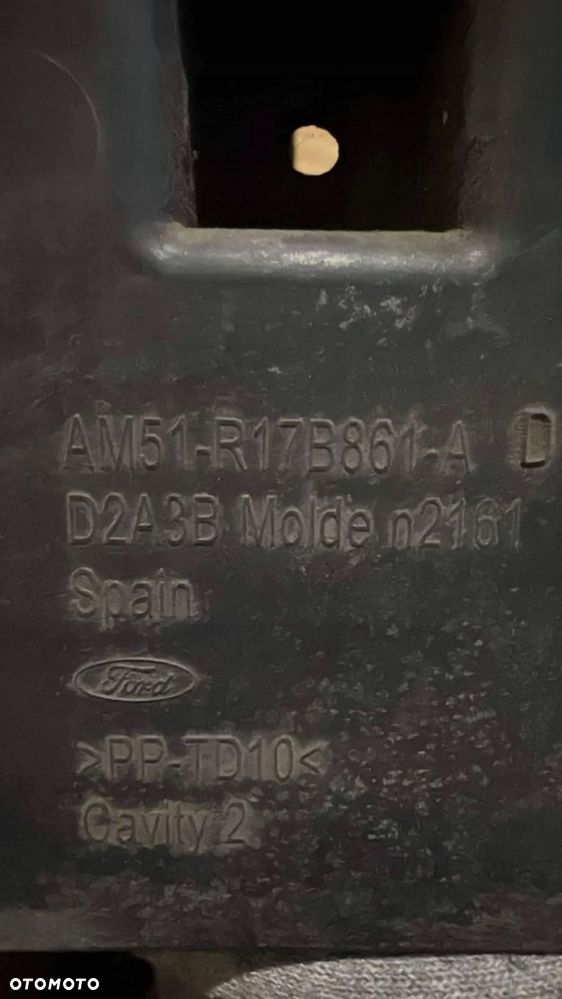 AM51-R17B861-A D
D2A3B Molde n2161
Spain
Ford
>PP-TD10<
Cavity 2
OTOMOTO